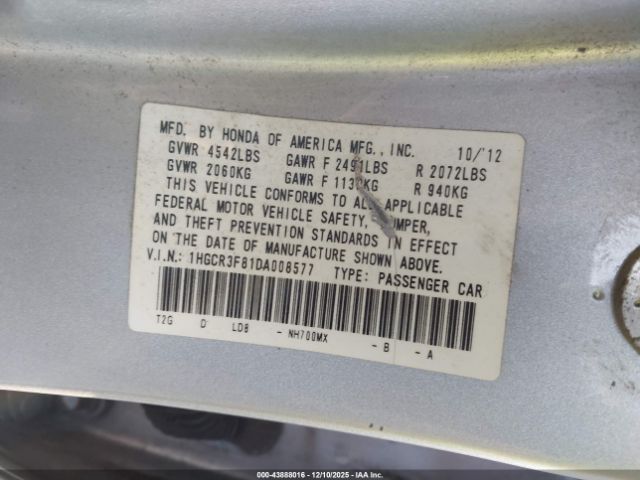 MFD. BY HONDA OF AMERICA MFG., INC. 10/'12
GVWR 4542LBS GAWR F 2491LBS R 2072LBS
GVWR 2060KG GAWR F 1130KG R 940KG
THIS VEHICLE CONFORMS TO ALL APPLICABLE
FEDERAL MOTOR VEHICLE SAFETY, BUMPER,
AND THEFT PREVENTION STANDARDS IN EFFECT
ON THE DATE OF MANUFACTURE SHOWN ABOVE.
V.I.N.: 1HGCR3F81DA008577 TYPE: PASSENGER CAR
T2G D LD8 - NH700MX - B - A
000-43888016 - 12/10/2025 - IAA Inc.